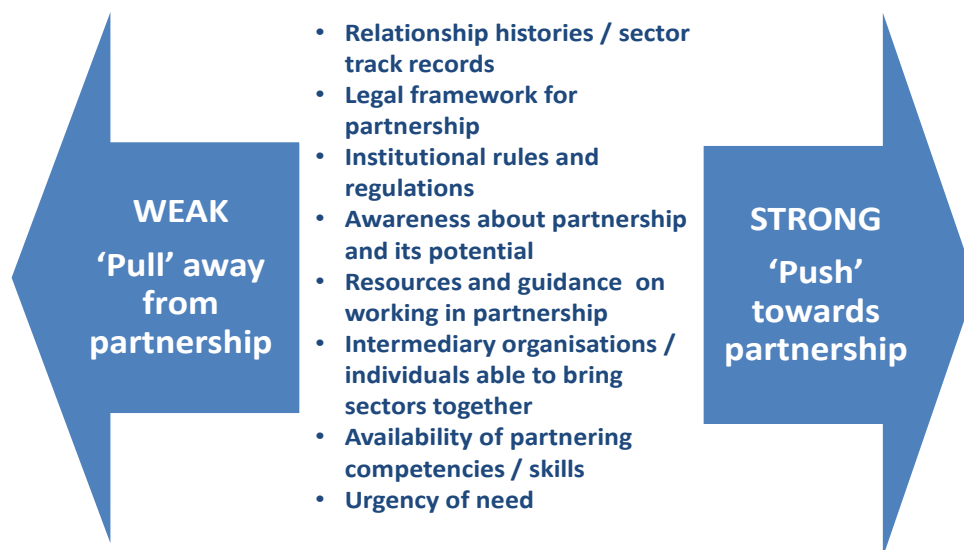 WEAK
‘Pull’ away
from
partnership
• Relationship histories / sector
track records
• Legal framework for
partnership
• Institutional rules and
regulations
• Awareness about partnership
and its potential
• Resources and guidance  on
working in partnership
• Intermediary organisations /
individuals able to bring
sectors together
• Availability of partnering
competencies / skills
• Urgency of need
STRONG
‘Push’
towards
partnership